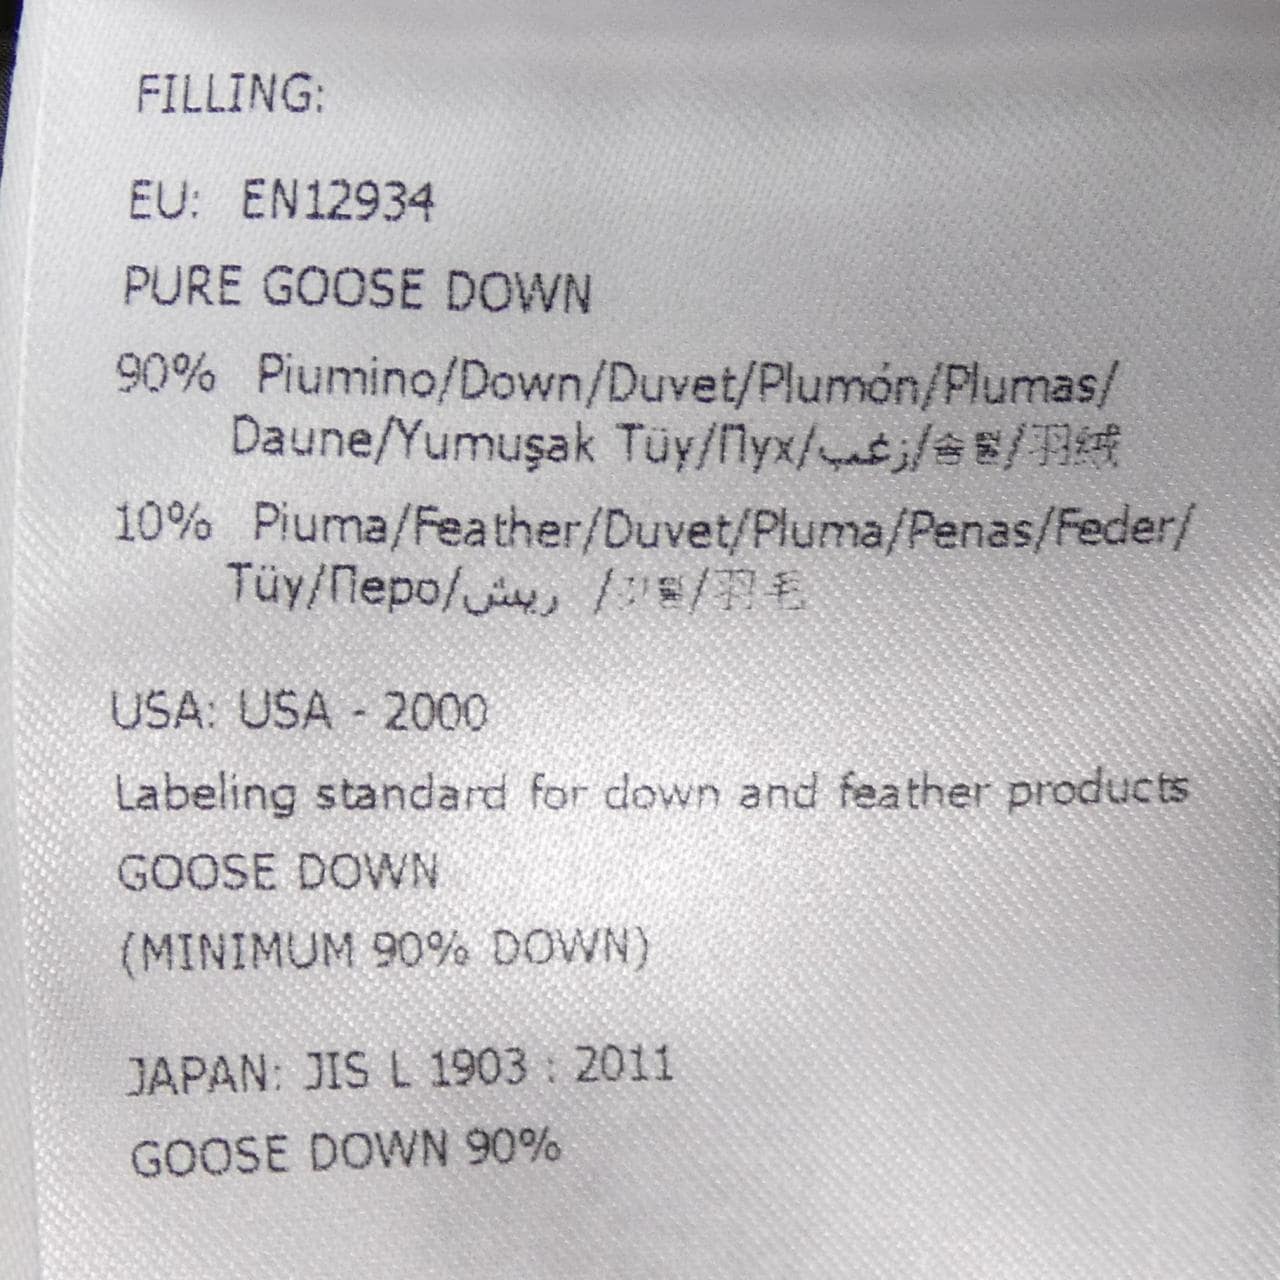 FILLING:
EU: EN12934
PURE GOOSE DOWN
90% Piumino/Down/Duvet/Plumón/Plumas/
Daune/Yumuşak Tüy/Пух/زغب/솜털/羽绒
10% Piuma/Feather/Duvet/Pluma/Penas/Feder/
Tüy/Перо/ريش /깃털/羽毛
USA: USA - 2000
Labeling standard for down and feather products
GOOSE DOWN
(MINIMUM 90% DOWN)
JAPAN: JIS L 1903 : 2011
GOOSE DOWN 90%